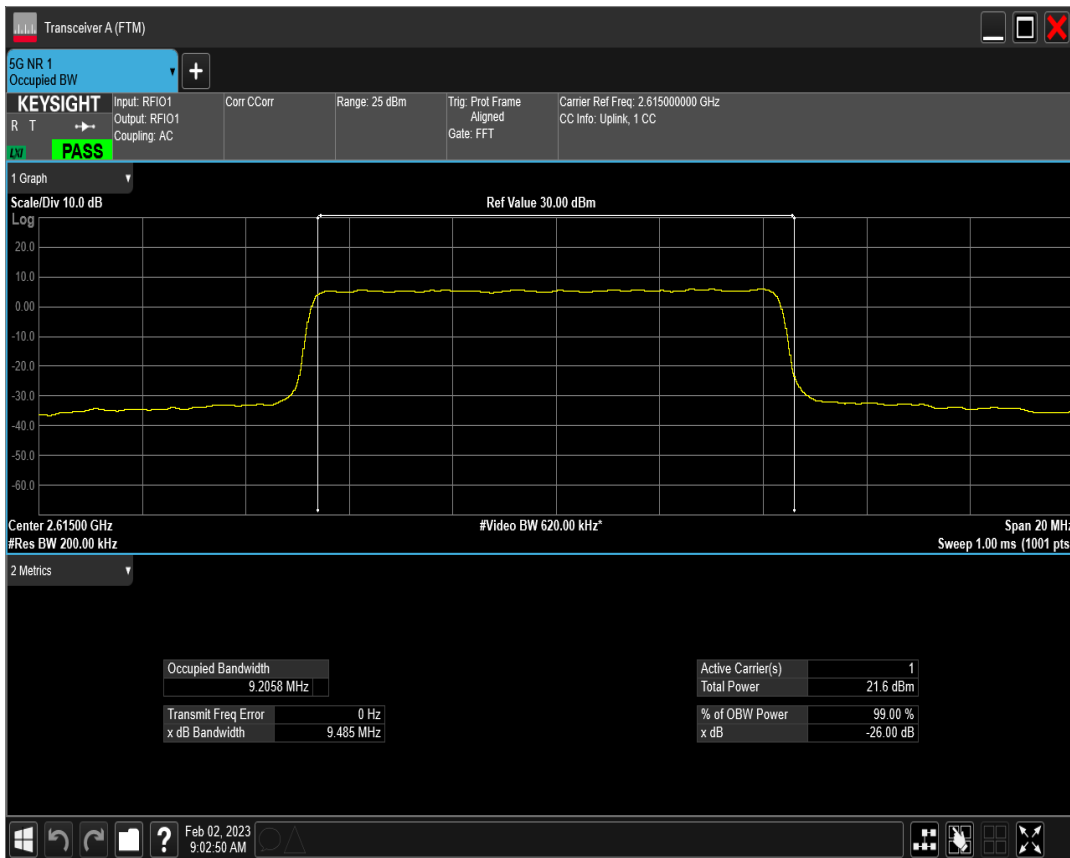 Transceiver A (FTM)
5G NR 1
Occupied BW
+
KEYSIGHT
R T
LXI
PASS
Input: RFIO1
Output: RFIO1
Coupling: AC
Corr CCorr
Range: 25 dBm
Trig: Prot Frame
Aligned
Gate: FFT
Carrier Ref Freq: 2.615000000 GHz
CC Info: Uplink, 1 CC
1 Graph
Scale/Div 10.0 dB
Ref Value 30.00 dBm
Log
20.0
10.0
0.00
-10.0
-20.0
-30.0
-40.0
-50.0
-60.0
Center 2.61500 GHz
#Video BW 620.00 kHz*
Span 20 MHz
#Res BW 200.00 kHz
Sweep 1.00 ms (1001 pts
2 Metrics
Occupied Bandwidth
9.2058 MHz
Transmit Freq Error 0 Hz
x dB Bandwidth 9.485 MHz
Active Carrier(s) 1
Total Power 21.6 dBm
% of OBW Power 99.00 %
x dB -26.00 dB
?
Feb 02, 2023
9:02:50 AM